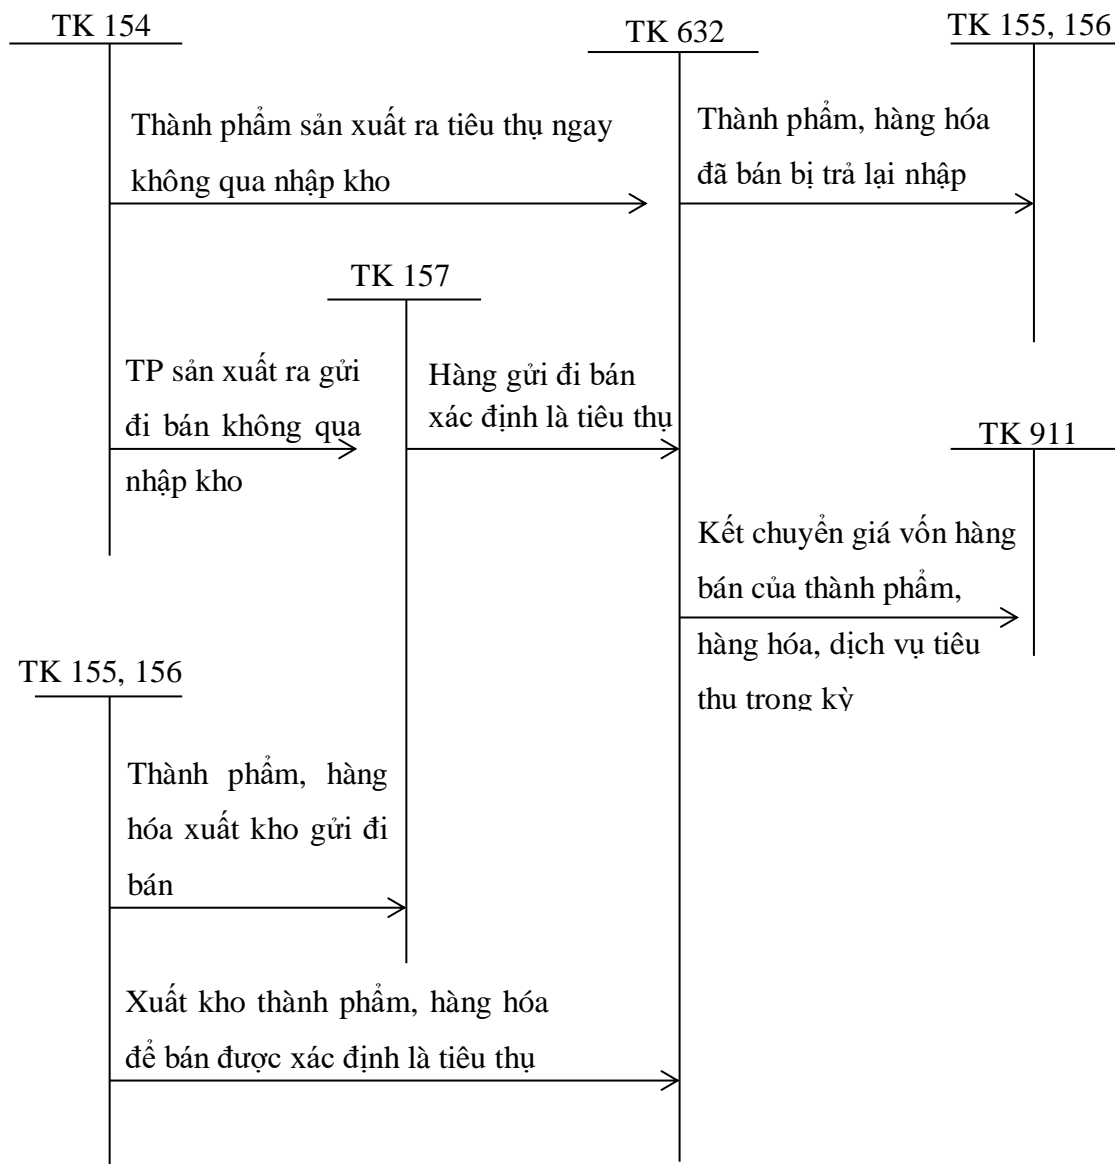 TK 154
TK 632
TK 155, 156
Thành phẩm sản xuất ra tiêu thụ ngay
không qua nhập kho
Thành phẩm, hàng hóa
đã bán bị trả lại nhập
TK 157
TP sản xuất ra gửi
đi bán không qua
nhập kho
Hàng gửi đi bán
xác định là tiêu thụ
TK 911
Kết chuyển giá vốn hàng
bán của thành phẩm,
hàng hóa, dịch vụ tiêu
thu trong kỳ
TK 155, 156
Thành phẩm, hàng
hóa xuất kho gửi đi
bán
Xuất kho thành phẩm, hàng hóa
để bán được xác định là tiêu thụ